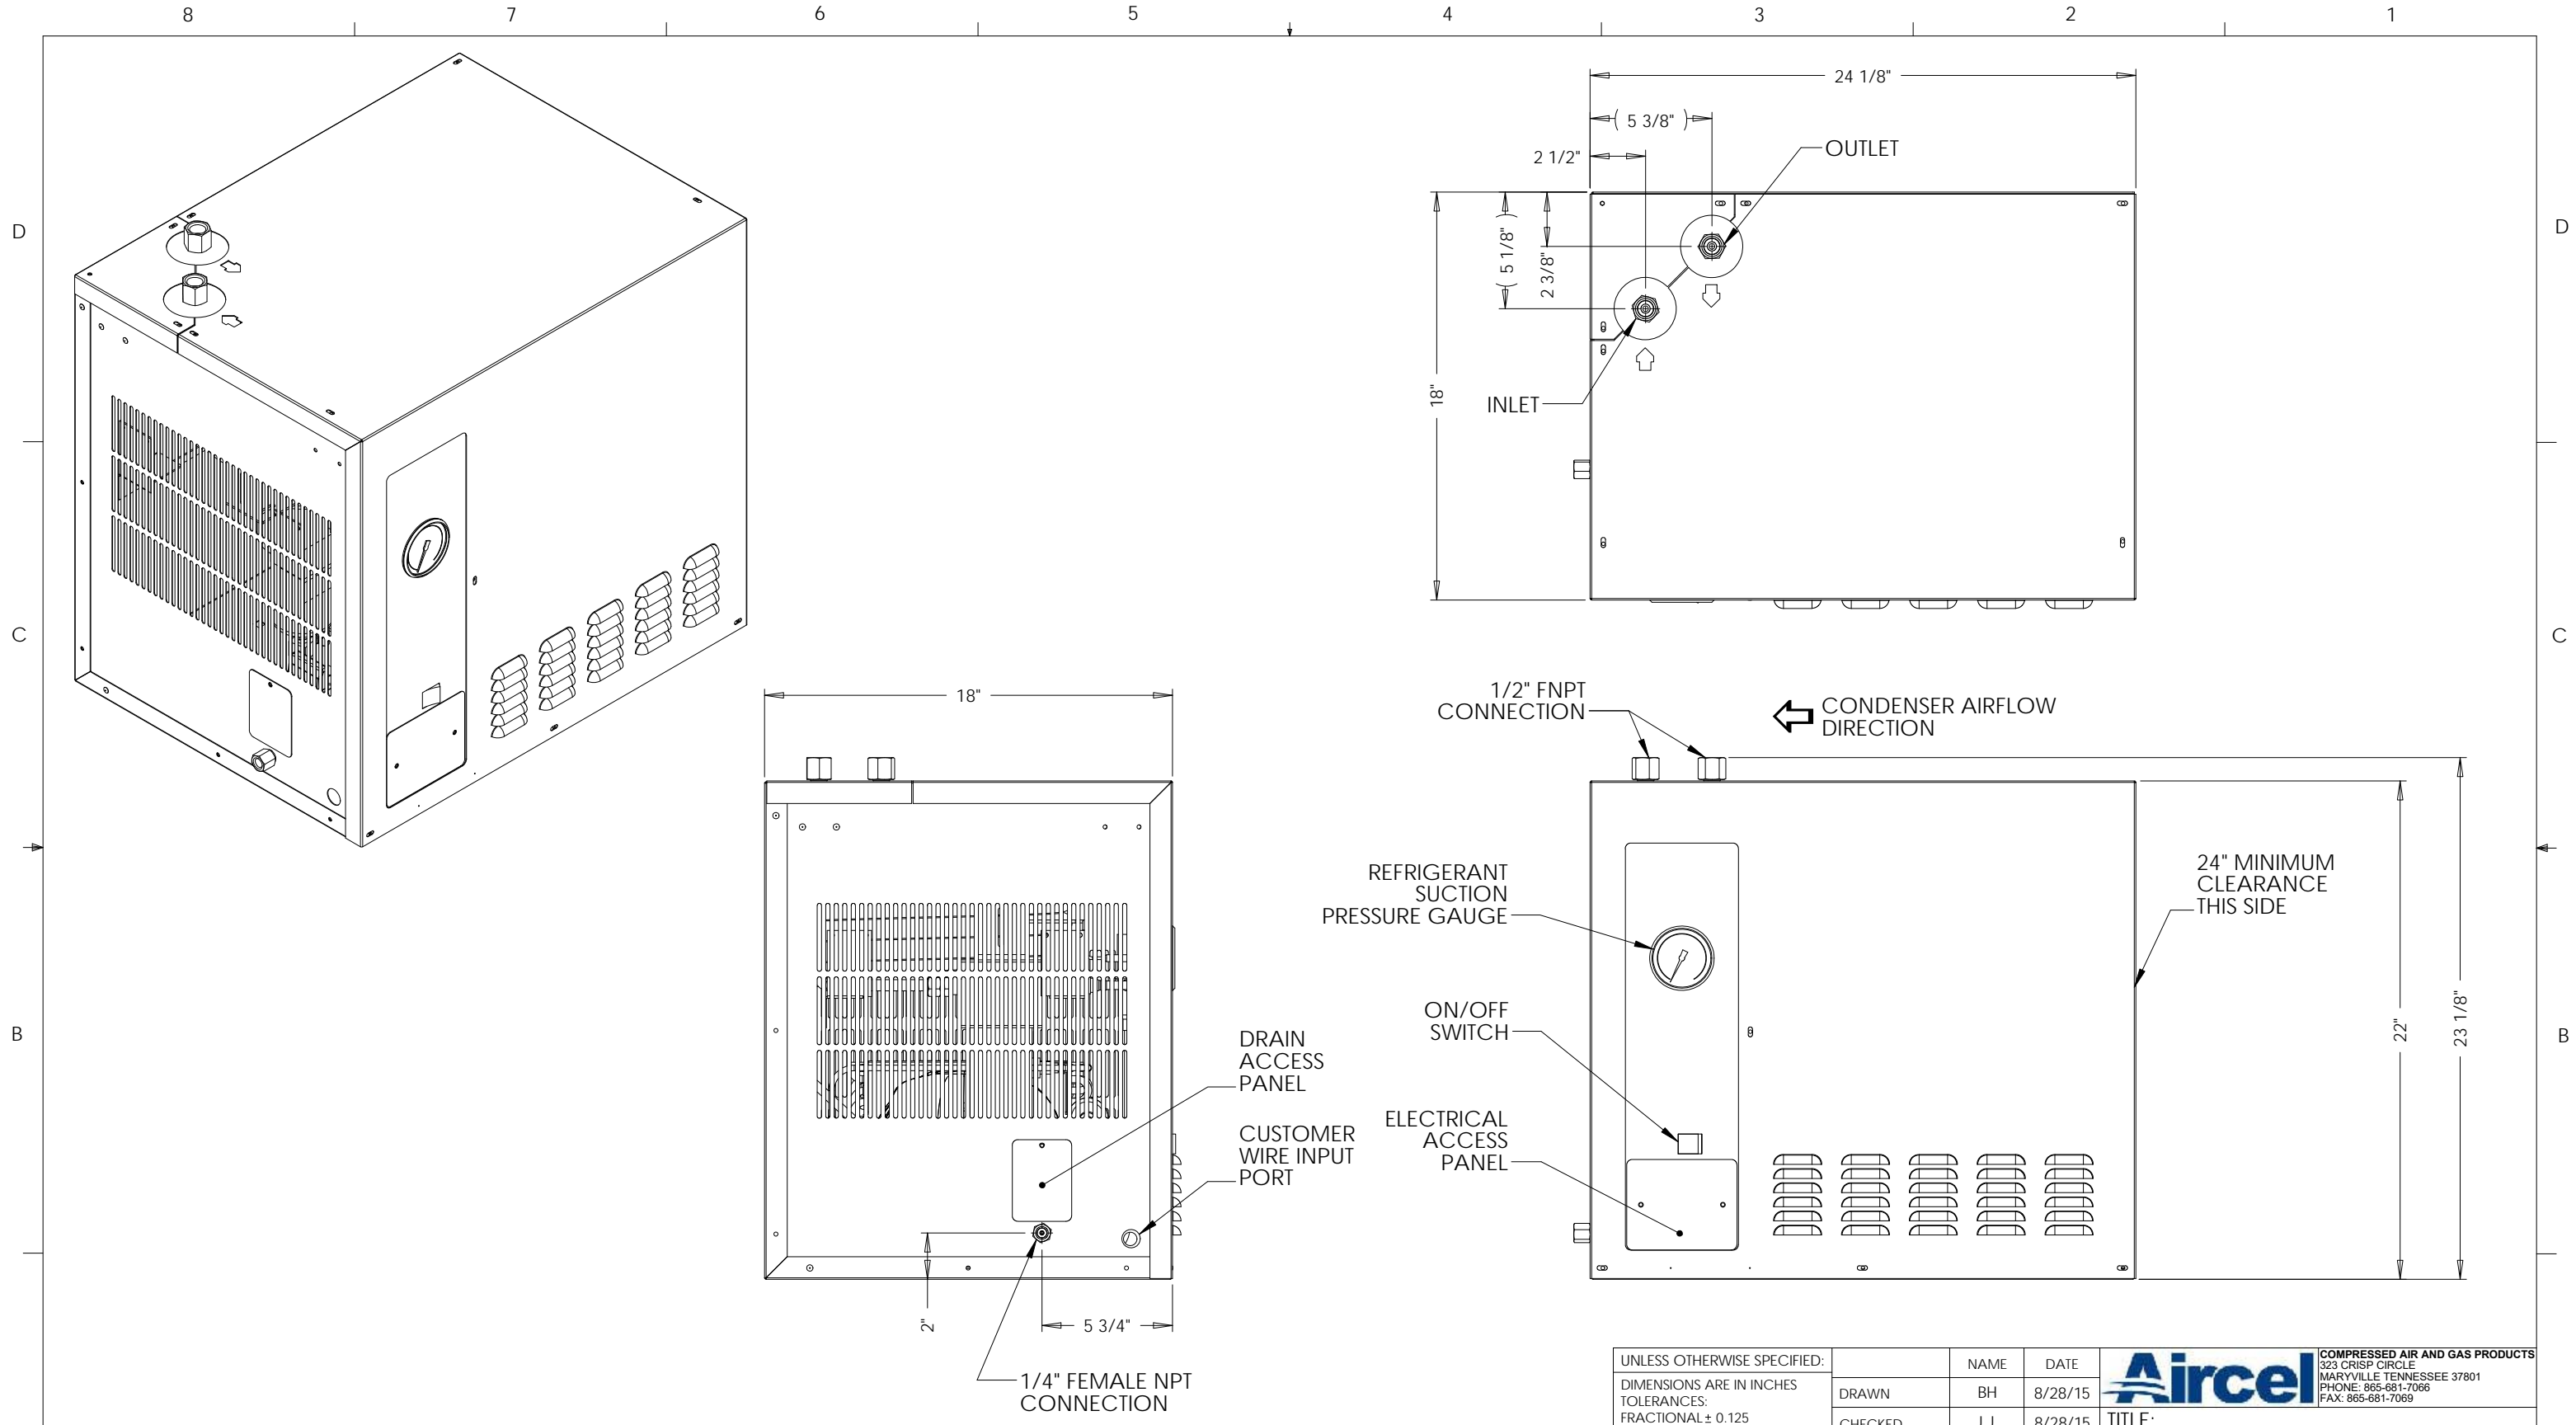 8 7 6 5 4 3 2 1
D
D
C
C
B
B
24 1/8"
( 5 3/8" )
2 1/2"
OUTLET
( 5 1/8" )
2 3/8"
18"
INLET
18"
1/2" FNPT
CONNECTION
CONDENSER AIRFLOW
DIRECTION
REFRIGERANT
SUCTION
PRESSURE GAUGE
24" MINIMUM
CLEARANCE
THIS SIDE
ON/OFF
SWITCH
22"
23 1/8"
DRAIN
ACCESS
PANEL
CUSTOMER
WIRE INPUT
PORT
ELECTRICAL
ACCESS
PANEL
2"
5 3/4"
1/4" FEMALE NPT
CONNECTION
UNLESS OTHERWISE SPECIFIED:
DIMENSIONS ARE IN INCHES
TOLERANCES:
FRACTIONAL± 0.125
NAME DATE
DRAWN BH 8/28/15
CHECKED 8/28/15
Aircel
COMPRESSED AIR AND GAS PRODUCTS
323 CRISP CIRCLE
MARYVILLE TENNESSEE 37801
PHONE: 865-681-7066
FAX: 865-681-7069
TITLE: